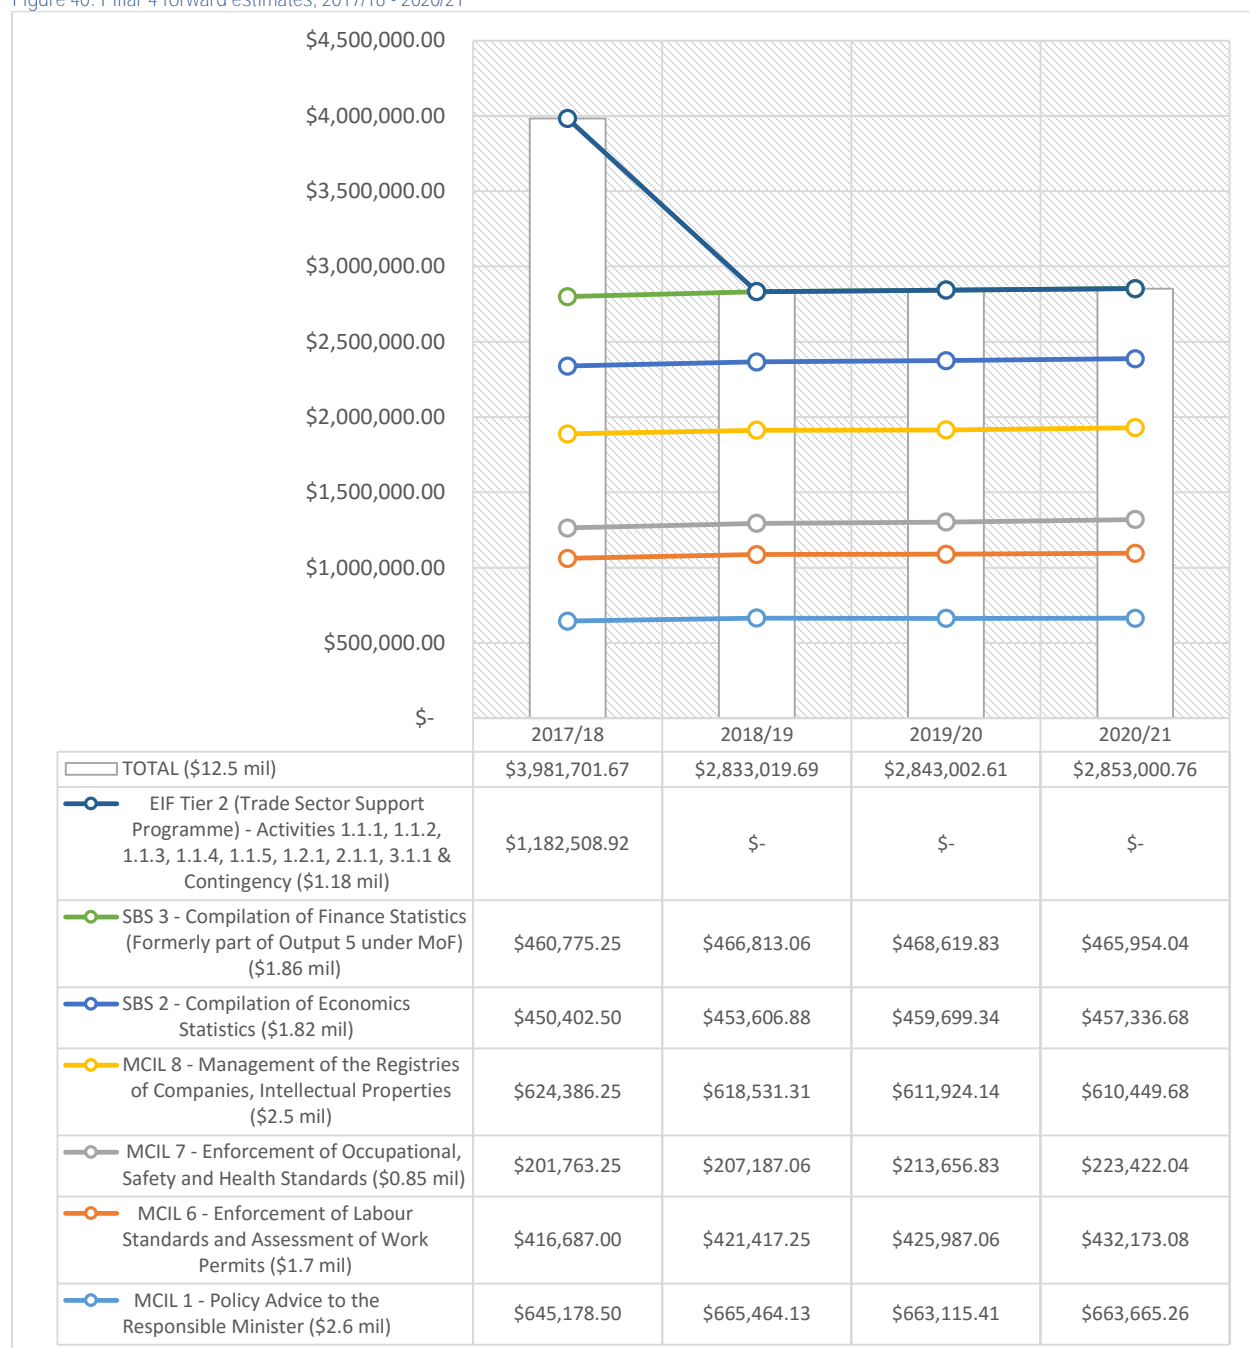 Figure 40: Pillar 4 forward estimates, 2017/18 - 2020/21
$4,500,000.00
$4,000,000.00
$3,500,000.00
$3,000,000.00
$2,500,000.00
$2,000,000.00
$1,500,000.00
$1,000,000.00
$500,000.00
$-
2017/18 2018/19 2019/20 2020/21
TOTAL ($12.5 mil) $3,981,701.67 $2,833,019.69 $2,843,002.61 $2,853,000.76
EIF Tier 2 (Trade Sector Support
Programme) - Activities 1.1.1, 1.1.2,
1.1.3, 1.1.4, 1.1.5, 1.2.1, 2.1.1, 3.1.1 &
Contingency ($1.18 mil)
$1,182,508.92 $- $- $-
SBS 3 - Compilation of Finance Statistics
(Formerly part of Output 5 under MoF)
($1.86 mil)
$460,775.25 $466,813.06 $468,619.83 $465,954.04
SBS 2 - Compilation of Economics
Statistics ($1.82 mil)
$450,402.50 $453,606.88 $459,699.34 $457,336.68
MCIL 8 - Management of the Registries
of Companies, Intellectual Properties
($2.5 mil)
$624,386.25 $618,531.31 $611,924.14 $610,449.68
MCIL 7 - Enforcement of Occupational,
Safety and Health Standards ($0.85 mil)
$201,763.25 $207,187.06 $213,656.83 $223,422.04
MCIL 6 - Enforcement of Labour
Standards and Assessment of Work
Permits ($1.7 mil)
$416,687.00 $421,417.25 $425,987.06 $432,173.08
MCIL 1 - Policy Advice to the
Responsible Minister ($2.6 mil)
$645,178.50 $665,464.13 $663,115.41 $663,665.26